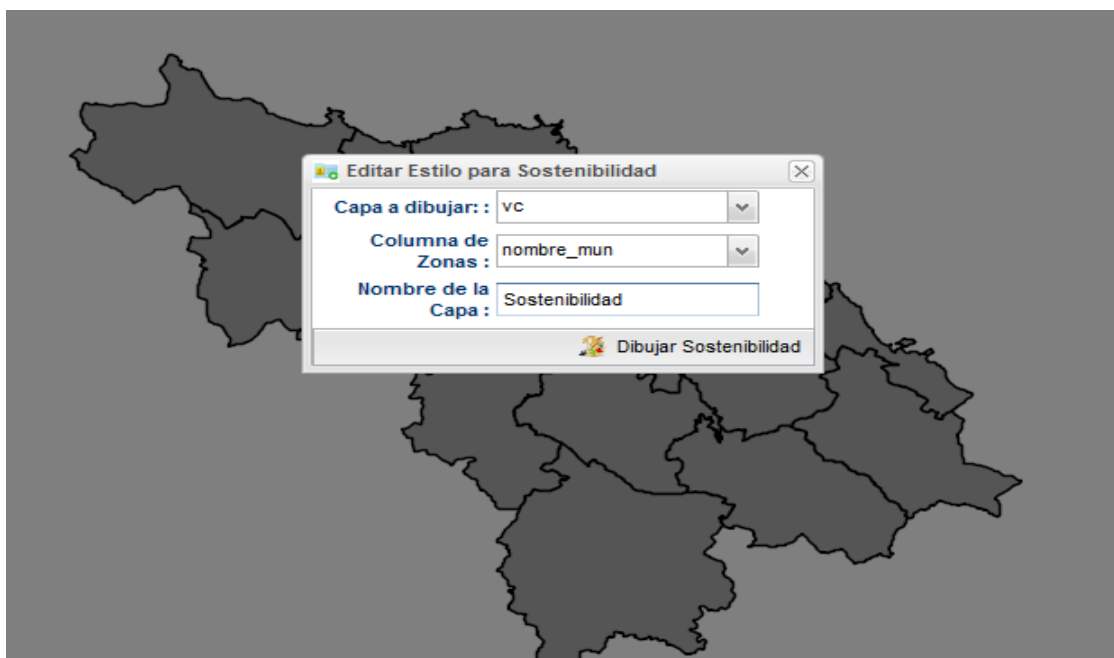 Editar Estilo para Sostenibilidad
Capa a dibujar: : vc
Columna de
Zonas : nombre_mun
Nombre de la
Capa : Sostenibilidad
Dibujar Sostenibilidad